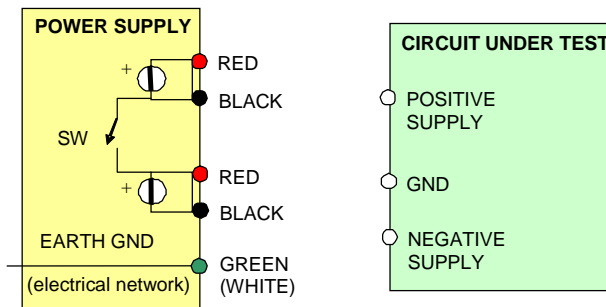 POWER SUPPLY
+
RED
BLACK
SW
+
RED
BLACK
EARTH GND
(electrical network)
GREEN
(WHITE)
CIRCUIT UNDER TEST
POSITIVE
SUPPLY
GND
NEGATIVE
SUPPLY